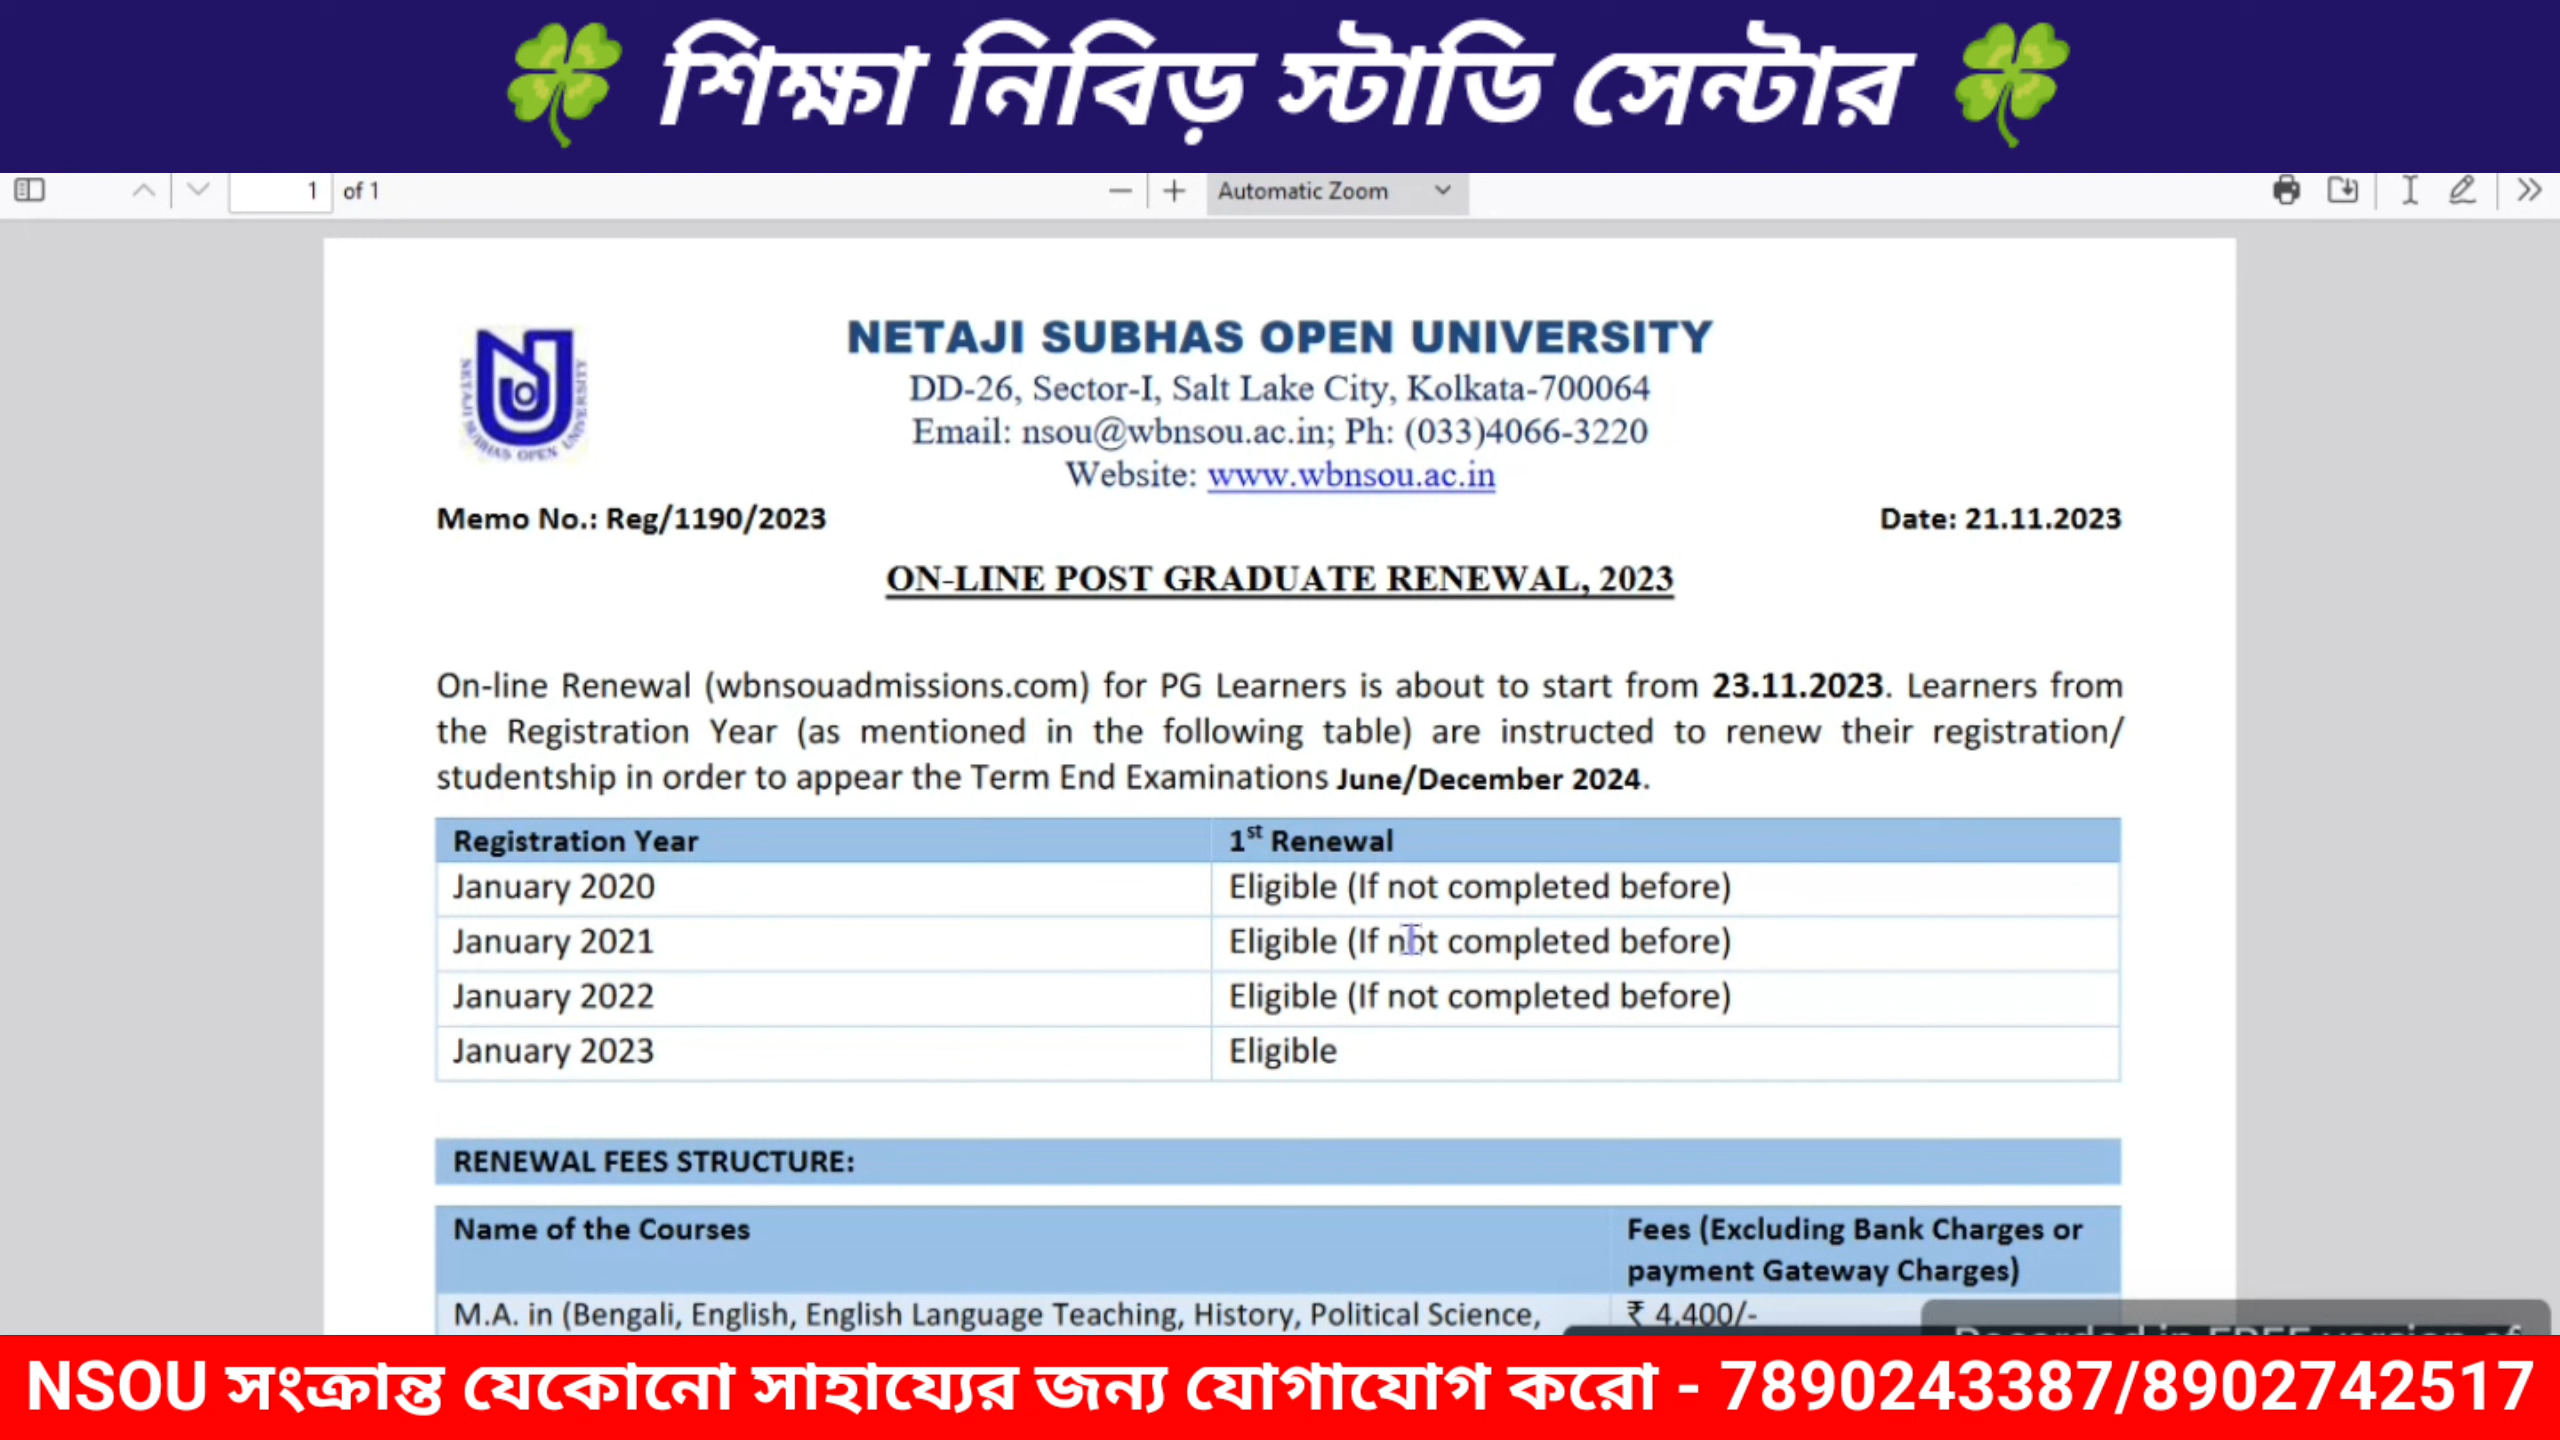 শিক্ষা নিবিড় স্টাডি সেন্টার
1 of 1
Automatic Zoom
NETAJI SUBHAS OPEN UNIVERSITY
NETAJI SUBHAS OPEN UNIVERSITY
DD-26, Sector-I, Salt Lake City, Kolkata-700064
Email: nsou@wbnsou.ac.in; Ph: (033)4066-3220
Website: www.wbnsou.ac.in
Memo No.: Reg/1190/2023 Date: 21.11.2023
ON-LINE POST GRADUATE RENEWAL, 2023
On-line Renewal (wbnsouadmissions.com) for PG Learners is about to start from 23.11.2023. Learners from
the Registration Year (as mentioned in the following table) are instructed to renew their registration/
studentship in order to appear the Term End Examinations June/December 2024.
Registration Year 1st Renewal
January 2020 Eligible (If not completed before)
January 2021 Eligible (If not completed before)
January 2022 Eligible (If not completed before)
January 2023 Eligible
RENEWAL FEES STRUCTURE:
Name of the Courses Fees (Excluding Bank Charges or
payment Gateway Charges)
M.A. in (Bengali, English, English Language Teaching, History, Political Science, ₹ 4,400/-
NSOU সংক্রান্ত যেকোনো সাহায্যের জন্য যোগাযোগ করো - 7890243387/8902742517